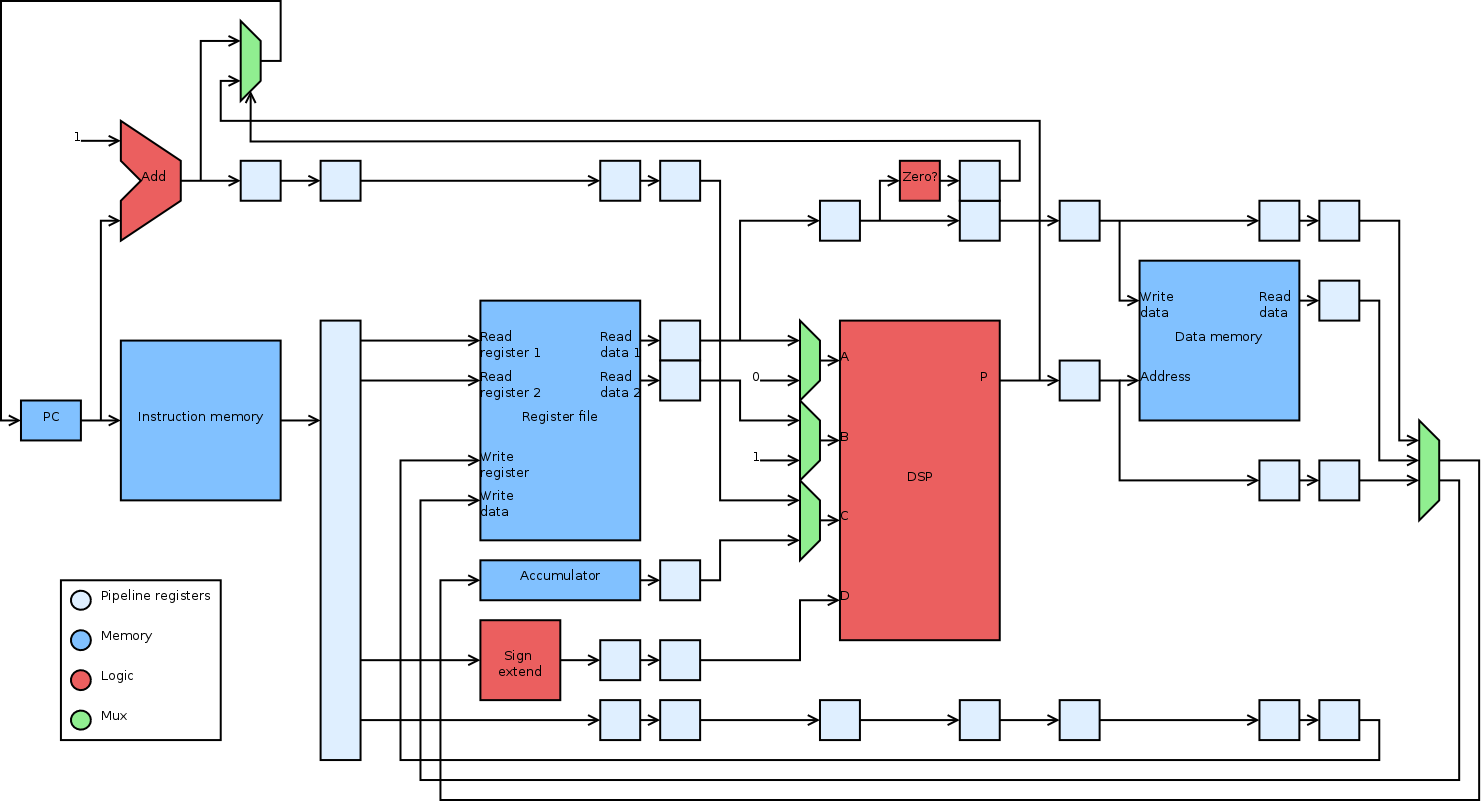 1
Add
Zero?
Write
data
Read
data
Data memory
Address
Read
register 1
Read
data 1
Read
register 2
Read
data 2
Register file
Write
register
Write
data
PC
Instruction memory
0
1
A
B
C
D
P
DSP
Accumulator
Sign
extend
Pipeline registers
Memory
Logic
Mux